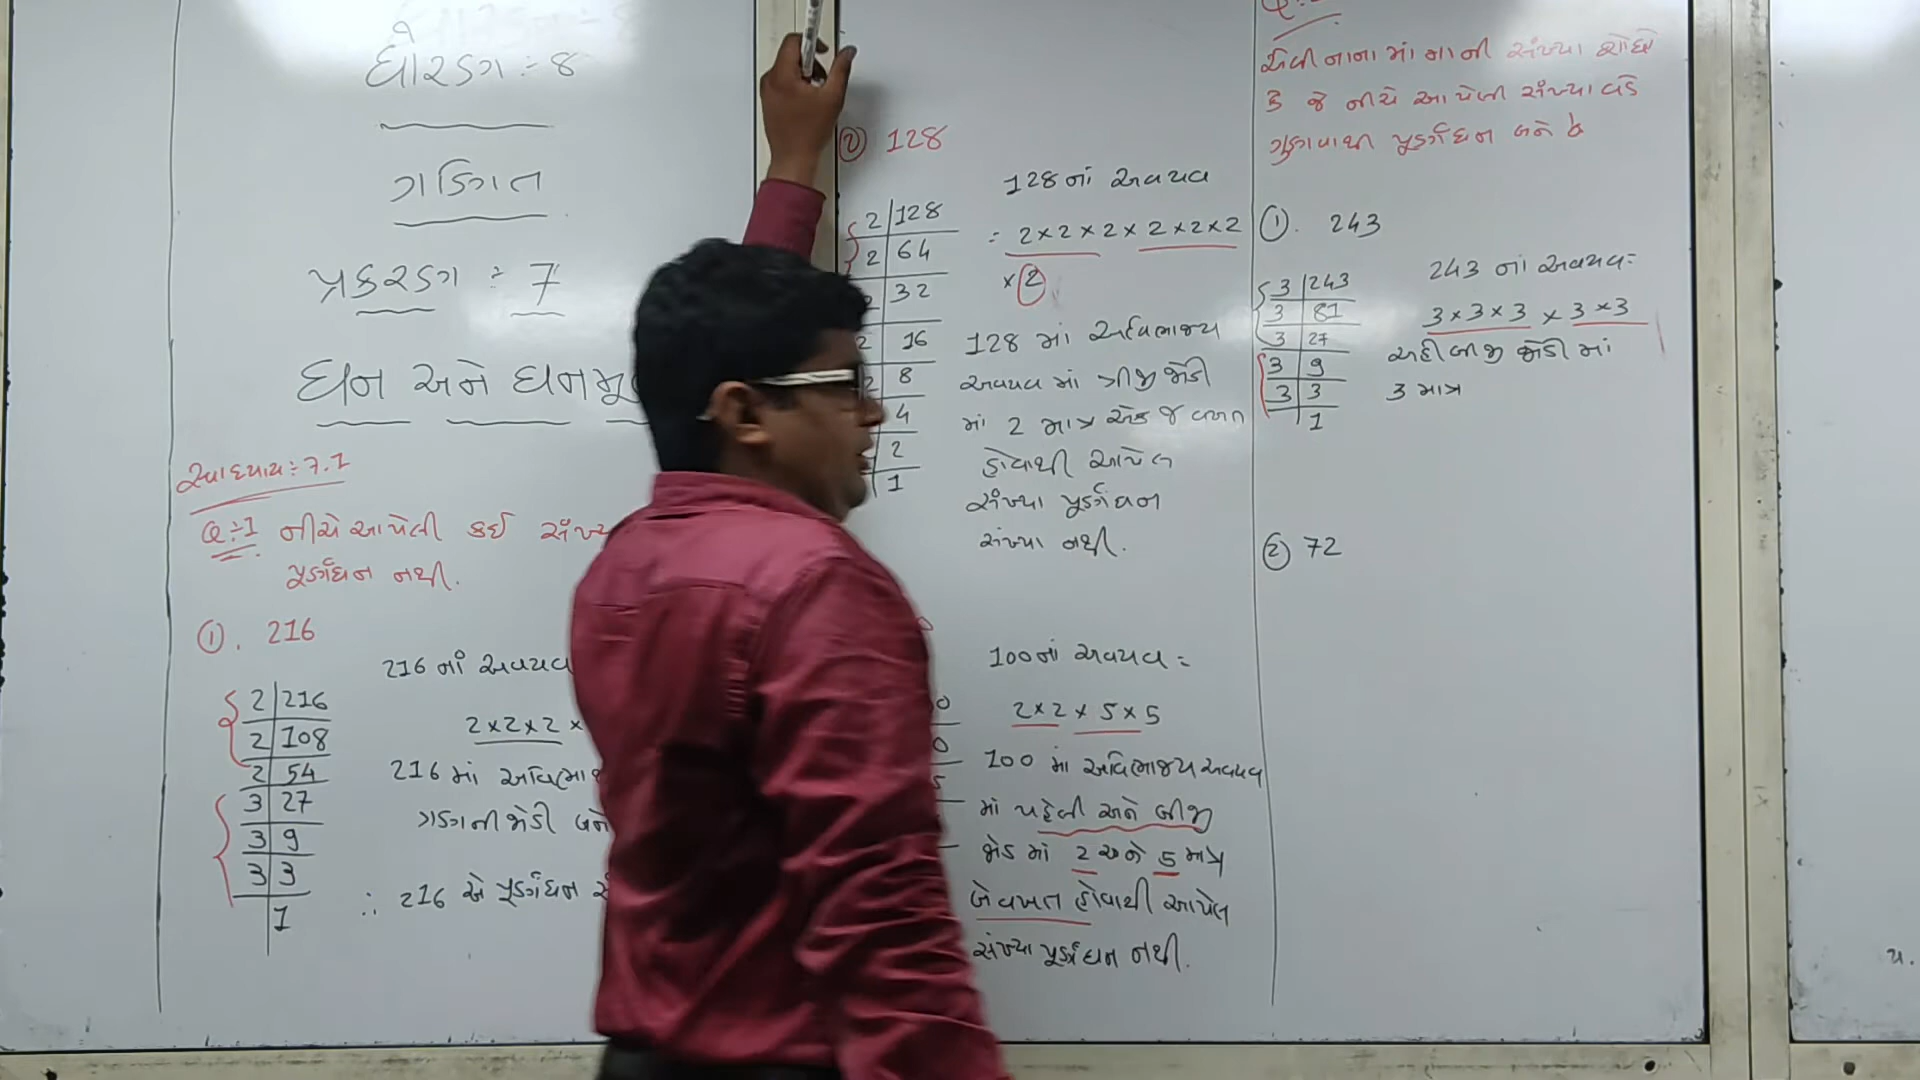 ધોરણ ÷ 8
ગણિત
પ્રકરણ ÷ 7
ઘન અને ઘનમૂ
સ્વાધ્યાય ÷ 7.1
Q ÷ 1 નીચે આપેલી કઈ સંખ્ય
પૂર્ણઘન નથી.
①. 216
2 | 216
2 | 108
2 | 54
3 | 27
3 | 9
3 | 3
1
216 નાં અવયવ
2×2×2 ×
216 માં અવિભા
ગણની જોડી બને
∴ 216 એ પૂર્ણઘન
② 128
2 | 128
2 | 64
2 | 32
2 | 16
2 | 8
4
2
1
128 નાં અવયવ
= 2×2×2×2×2×2
×2
128 માં અવિભાજ્ય
અવયવ માં ત્રીજી જોડી
માં 2 માત્ર એક જ વખત
હોવાથી આપેલ
સંખ્યા પૂર્ણઘન
સંખ્યા નથી.
100 નાં અવયવ =
2×2×5×5
100 માં અવિભાજ્ય અવયવ
માં પહેલી અને બીજી
જોડ માં 2 અને 5 માત્ર
બે વખત હોવાથી આપેલ
સંખ્યા પૂર્ણઘન નથી.
એવી નાનામાં નાની સંખ્યા શોધો
કે જે નીચે આપેલી સંખ્યા વડે
ગુણવાથી પૂર્ણઘન બને છે
①. 243
3 | 243
3 | 81
3 | 27
3 | 9
3 | 3
1
243 નાં અવયવ =
3×3×3×3×3
અહીં બીજી જોડી માં
3 માત્ર
② 72